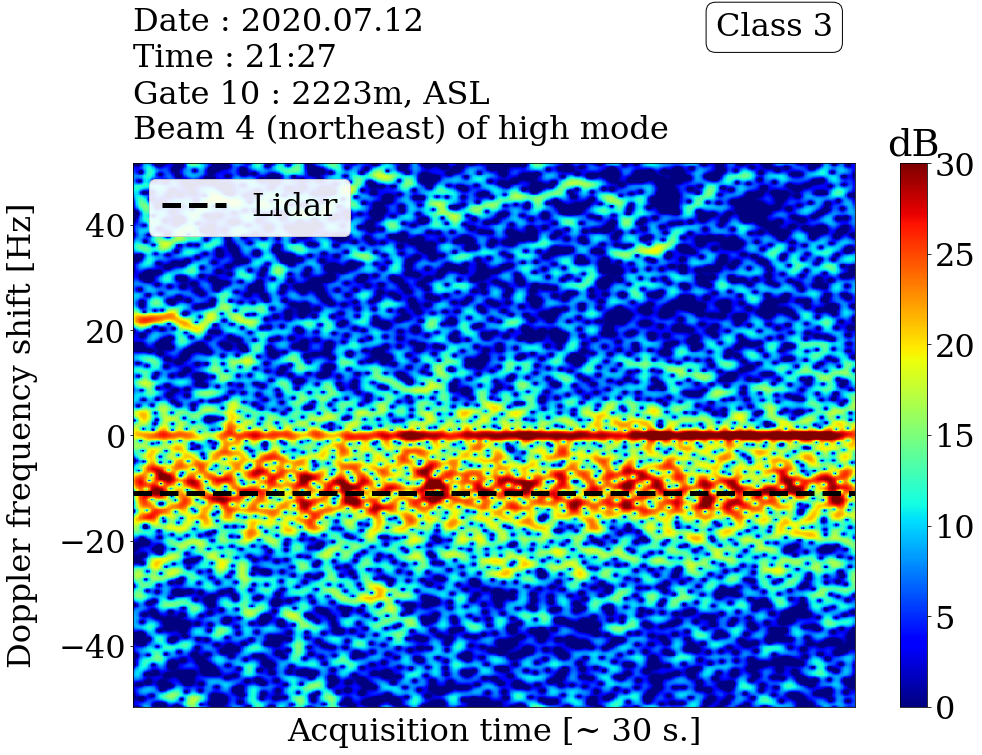 Date : 2020.07.12
Time : 21:27
Gate 10 : 2223m, ASL
Beam 4 (northeast) of high mode
Class 3
dB
Lidar
Doppler frequency shift [Hz]
40
20
0
−20
−40
Acquisition time [~ 30 s.]
30
25
20
15
10
5
0